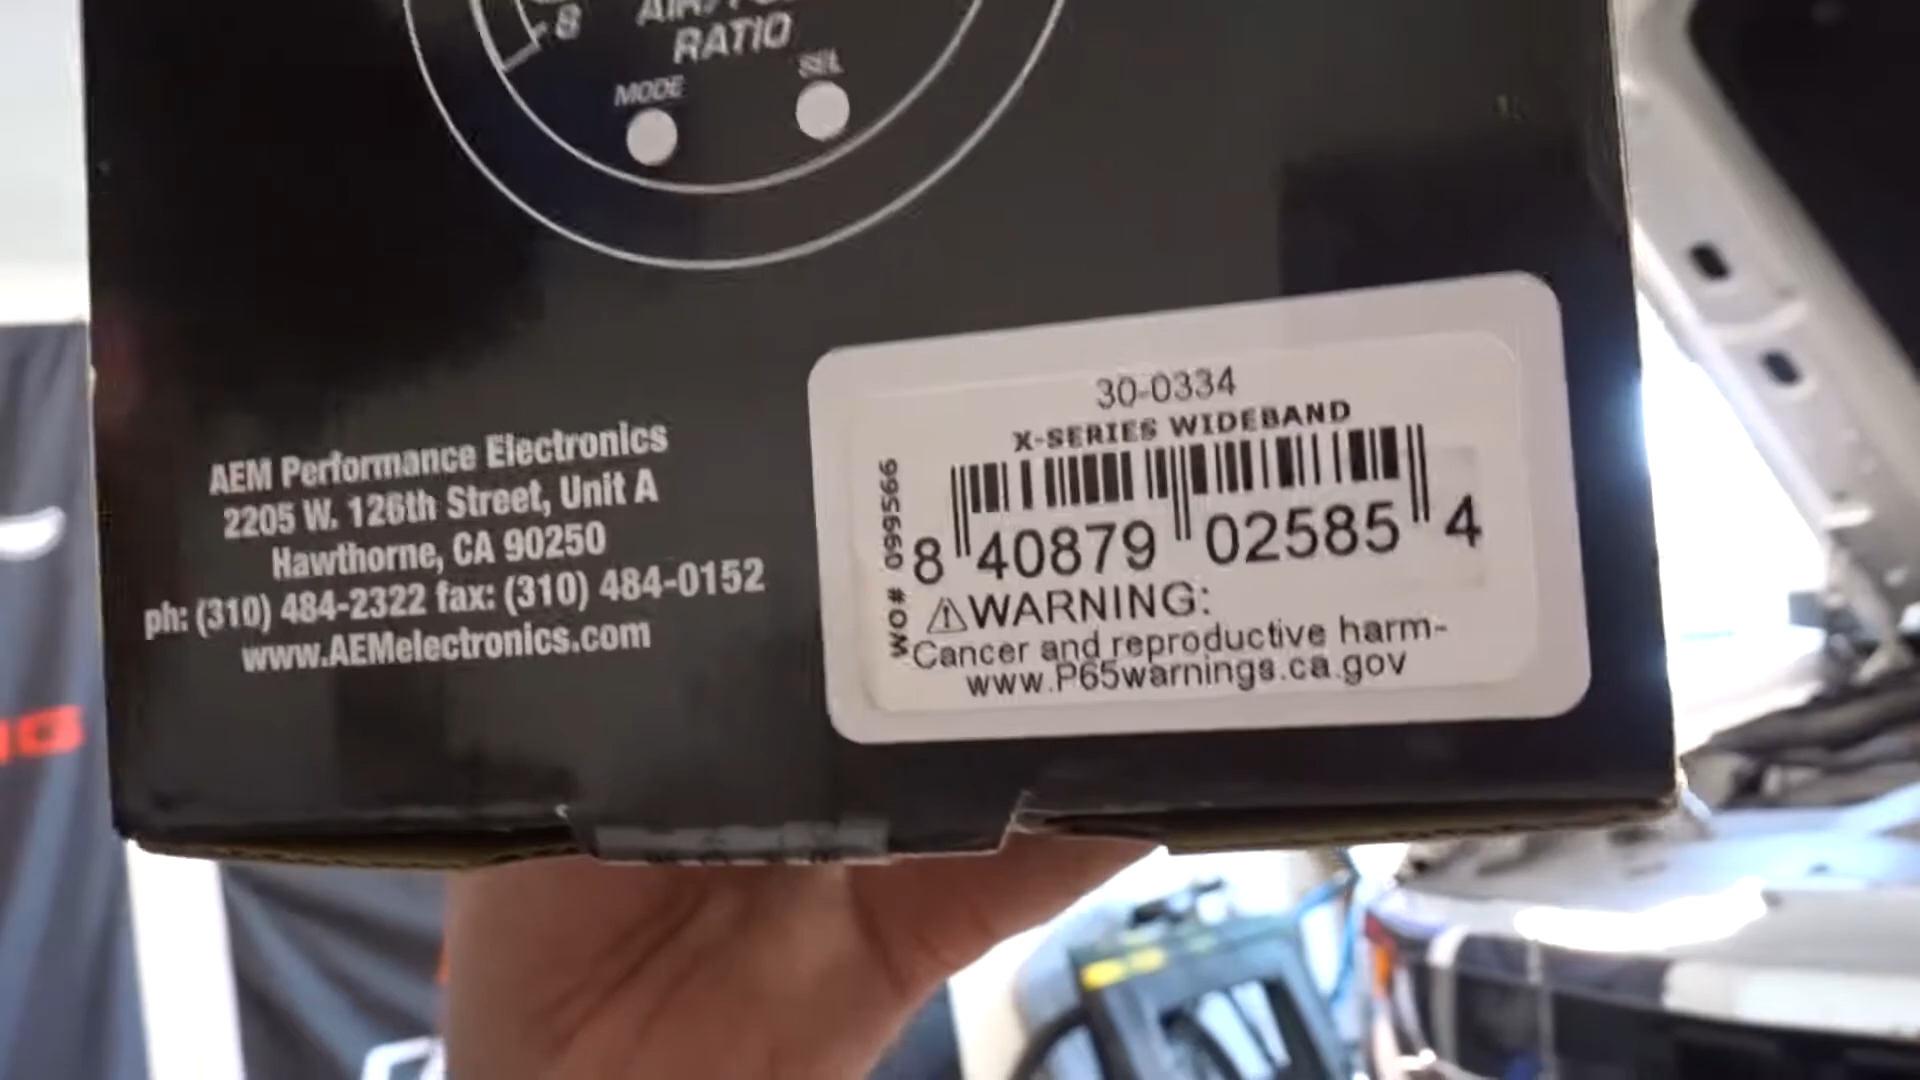 8
RATIO
MODE
SEL
AEM Performance Electronics
2205 W. 126th Street, Unit A
Hawthorne, CA 90250
ph: (310) 484-2322 fax: (310) 484-0152
www.AEMelectronics.com
30-0334
X-SERIES WIDEBAND
WO# 099566
8 40879 02585 4
⚠WARNING:
Cancer and reproductive harm-
www.P65warnings.ca.gov